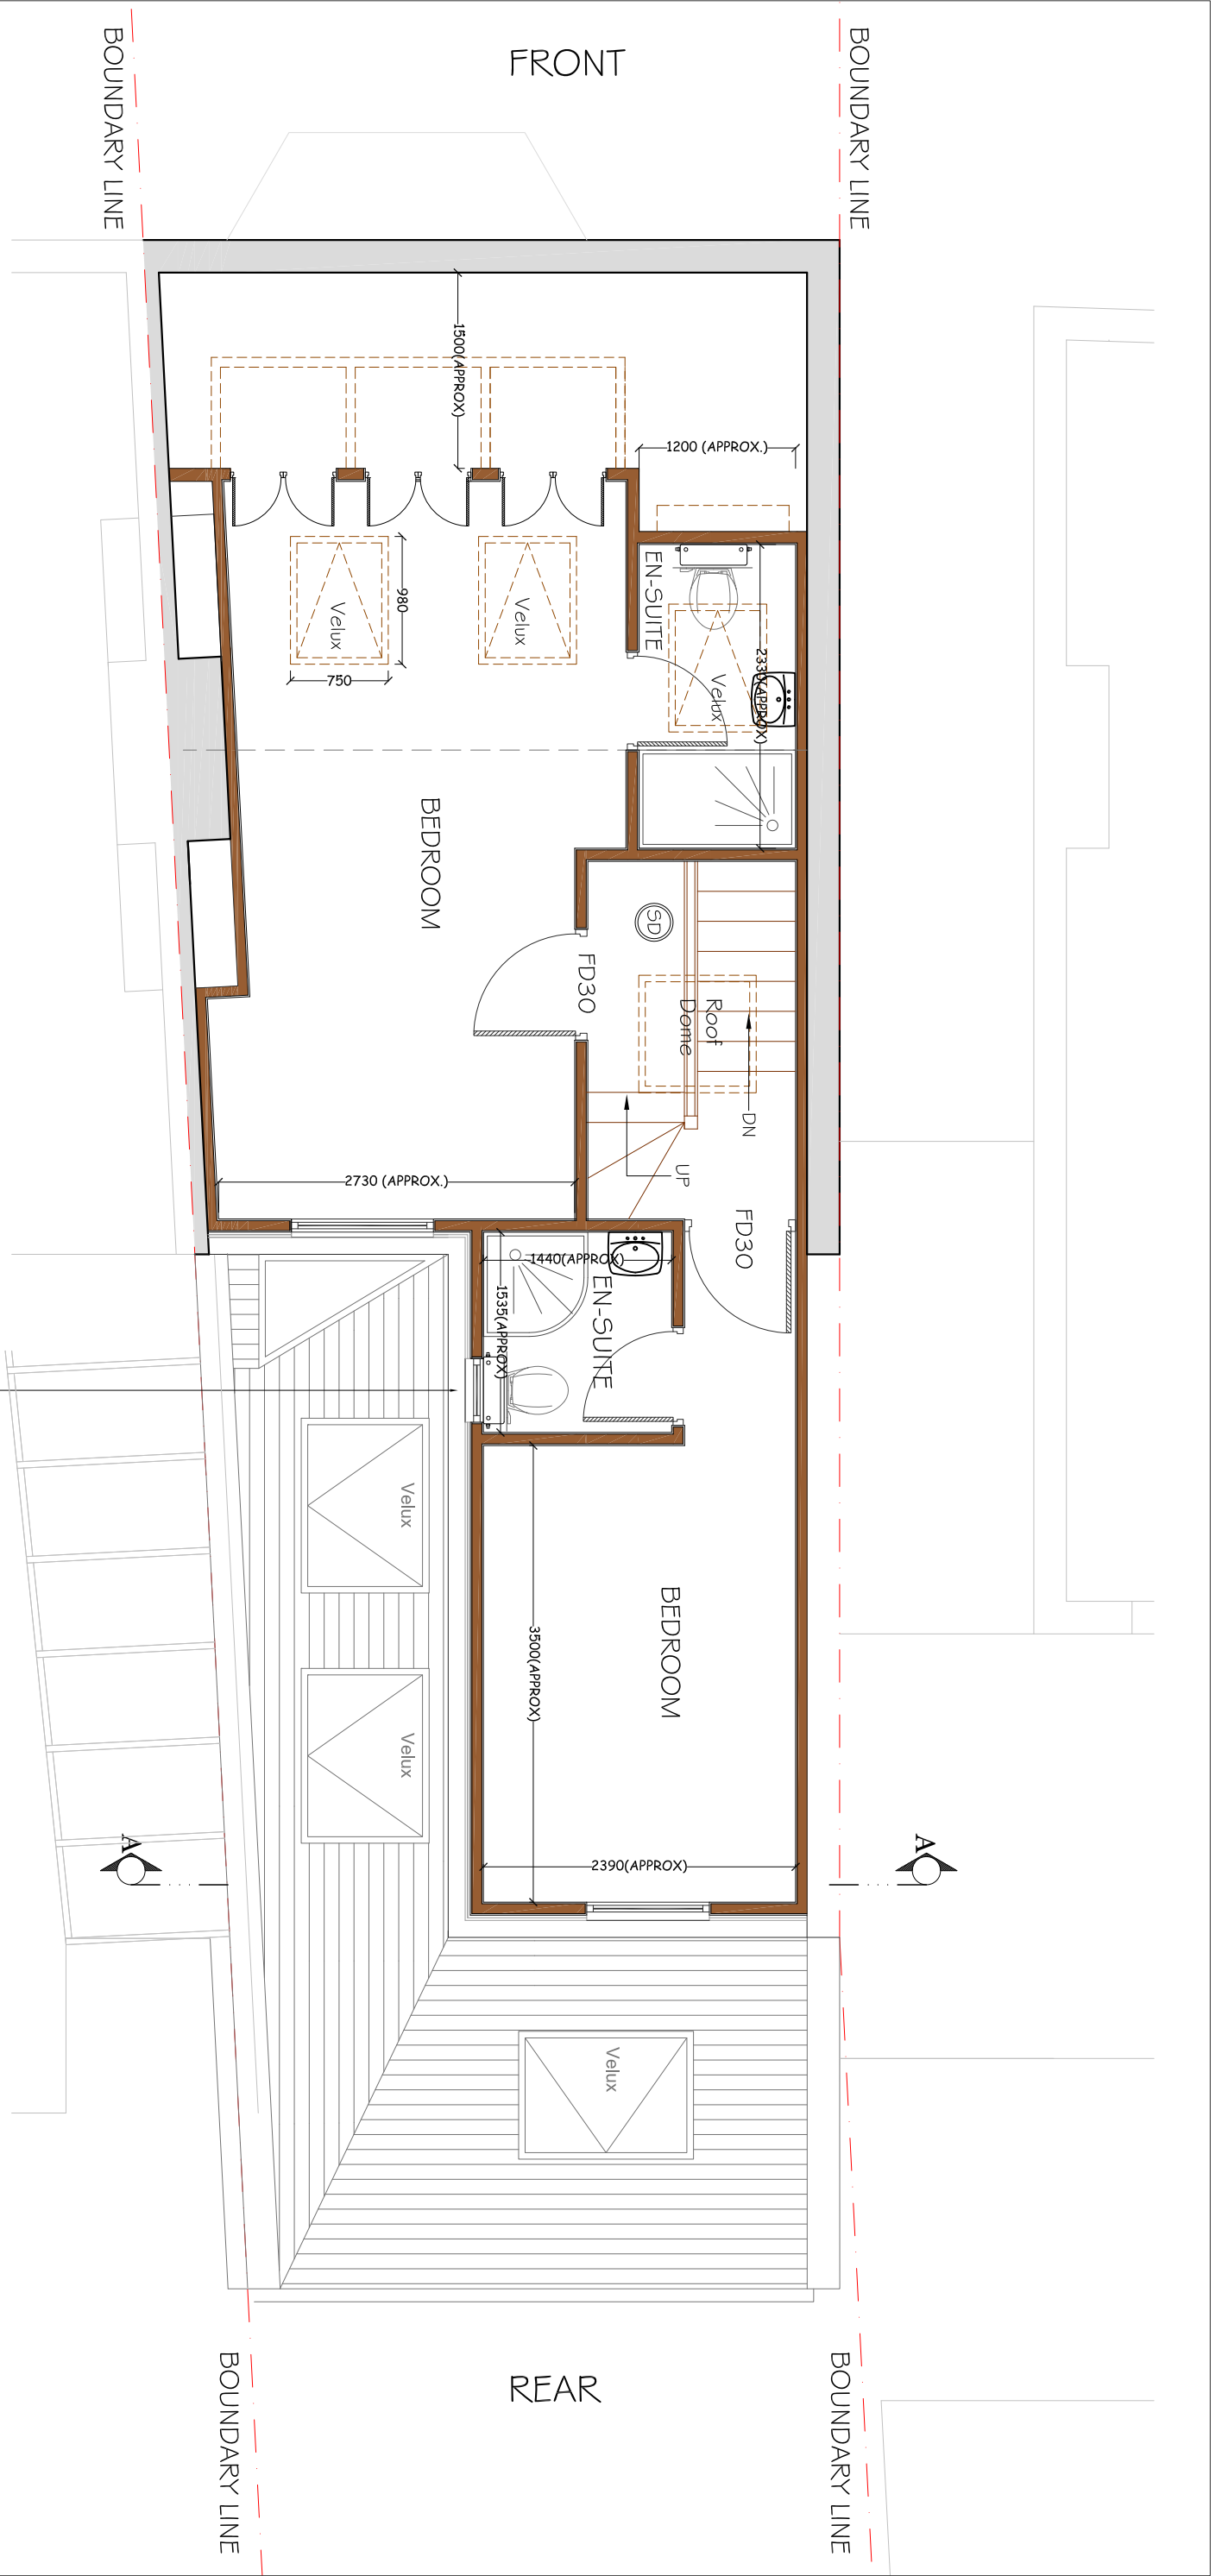 FRONT
BOUNDARY LINE
BOUNDARY LINE
1500(APPROX)
1200 (APPROX.)
EN-SUITE
Velux
Velux
Velux
980
750
2330(APPROX)
BEDROOM
SD
FD30
Roof
Dome
DN
UP
2730 (APPROX.)
FD30
1440(APPROX)
EN-SUITE
1535(APPROX)
Velux
BEDROOM
3500(APPROX)
Velux
A
A
2390(APPROX)
Velux
REAR
BOUNDARY LINE
BOUNDARY LINE